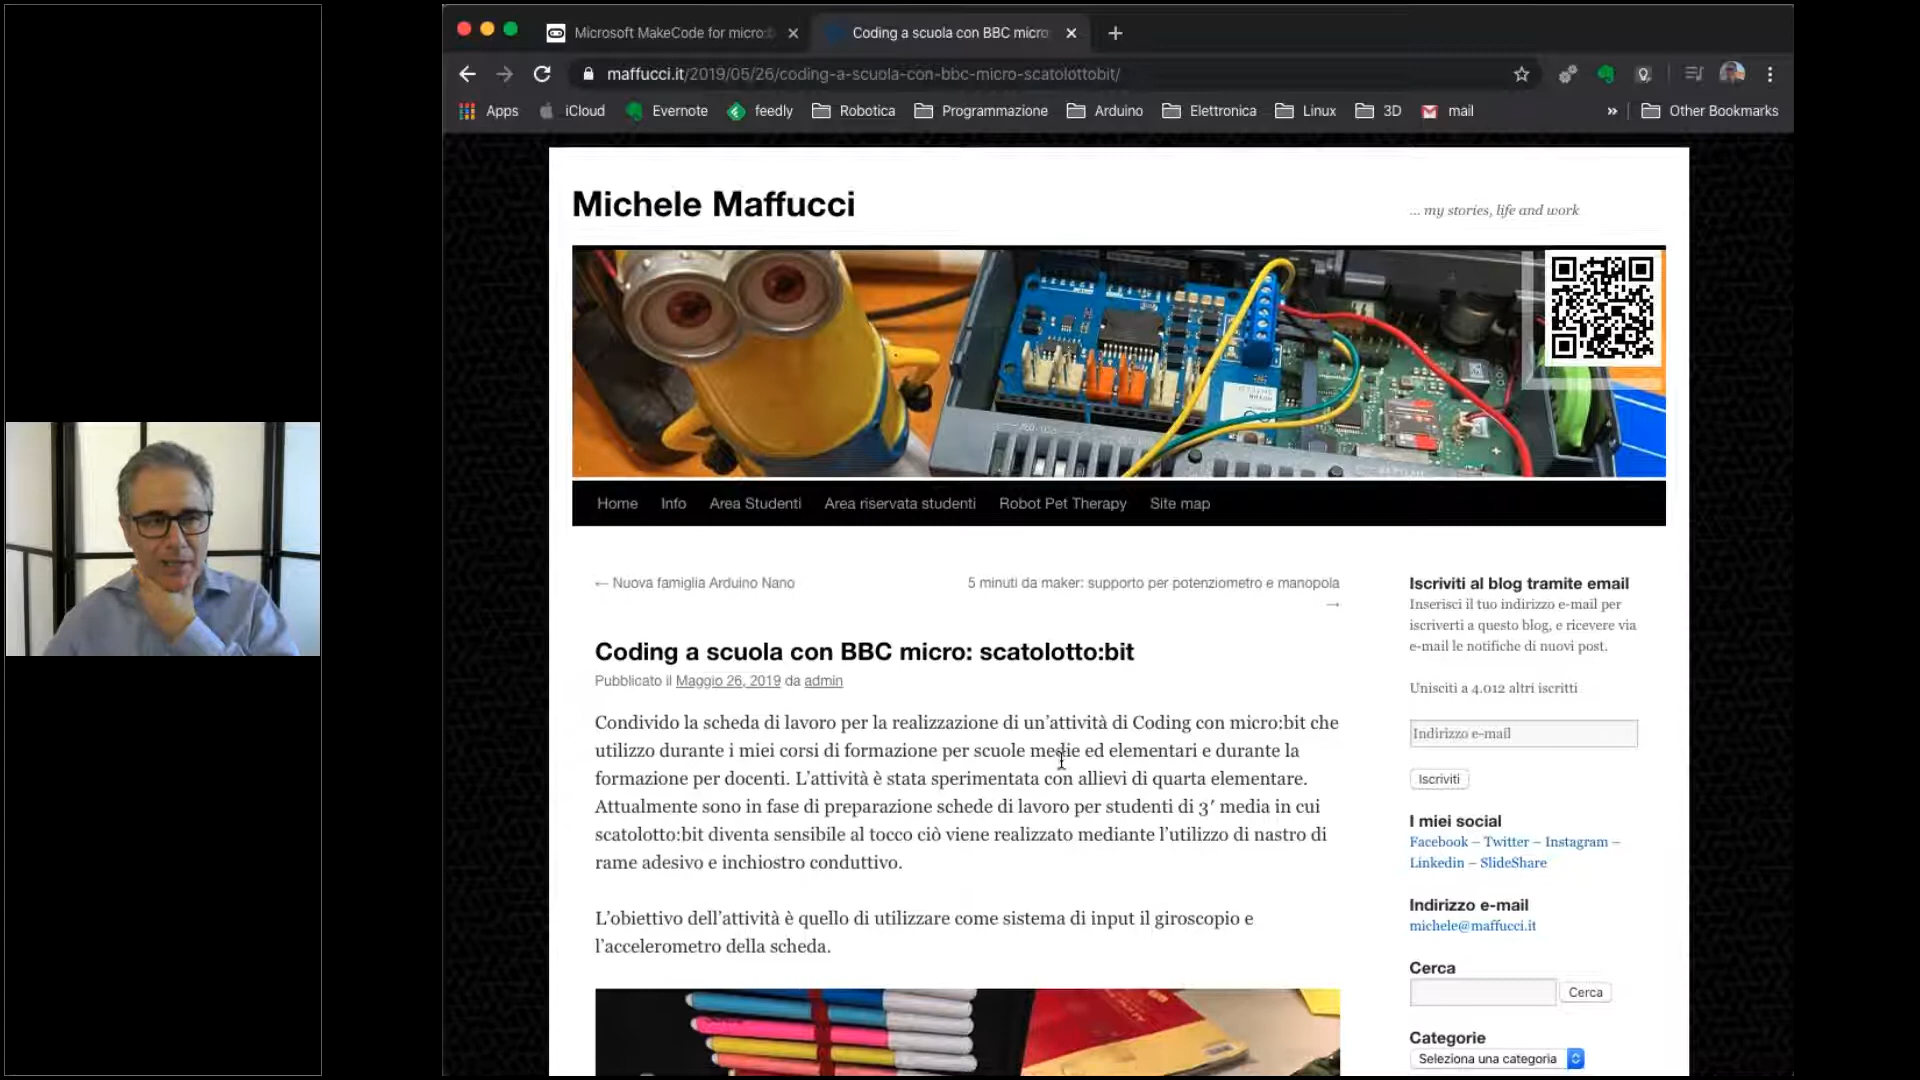 Microsoft MakeCode for micro:b
Coding a scuola con BBC micro
maffucci.it/2019/05/26/coding-a-scuola-con-bbc-micro-scatolottobit/
Apps
iCloud
Evernote
feedly
Robotica
Programmazione
Arduino
Elettronica
Linux
3D
mail
»
Other Bookmarks
Michele Maffucci
... my stories, life and work
Home
Info
Area Studenti
Area riservata studenti
Robot Pet Therapy
Site map
← Nuova famiglia Arduino Nano
5 minuti da maker: supporto per potenziometro e manopola
→
Coding a scuola con BBC micro: scatolotto:bit
Pubblicato il Maggio 26, 2019 da admin
Condivido la scheda di lavoro per la realizzazione di un’attività di Coding con micro:bit che
utilizzo durante i miei corsi di formazione per scuole medie ed elementari e durante la
formazione per docenti. L’attività è stata sperimentata con allievi di quarta elementare.
Attualmente sono in fase di preparazione schede di lavoro per studenti di 3′ media in cui
scatolotto:bit diventa sensibile al tocco ciò viene realizzato mediante l’utilizzo di nastro di
rame adesivo e inchiostro conduttivo.
L’obiettivo dell’attività è quello di utilizzare come sistema di input il giroscopio e
l’accelerometro della scheda.
Iscriviti al blog tramite email
Inserisci il tuo indirizzo e-mail per
iscriverti a questo blog, e ricevere via
e-mail le notifiche di nuovi post.
Unisciti a 4.012 altri iscritti
Indirizzo e-mail
Iscriviti
I miei social
Facebook – Twitter – Instagram –
Linkedin – SlideShare
Indirizzo e-mail
michele@maffucci.it
Cerca
Cerca
Categorie
Seleziona una categoria